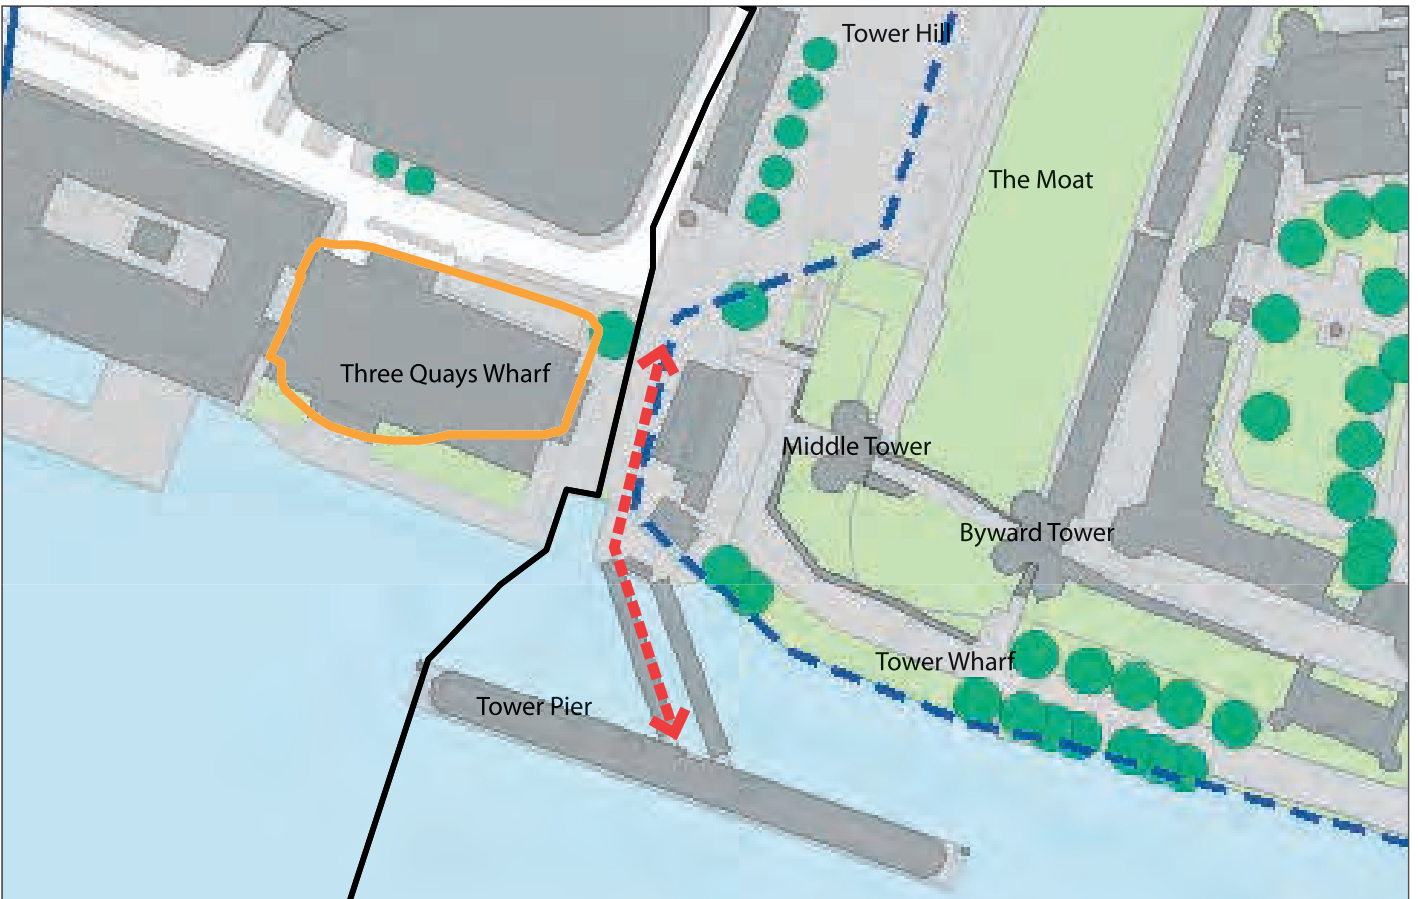 Tower Hill
The Moat
Three Quays Wharf
Middle Tower
Byward Tower
Tower Wharf
Tower Pier